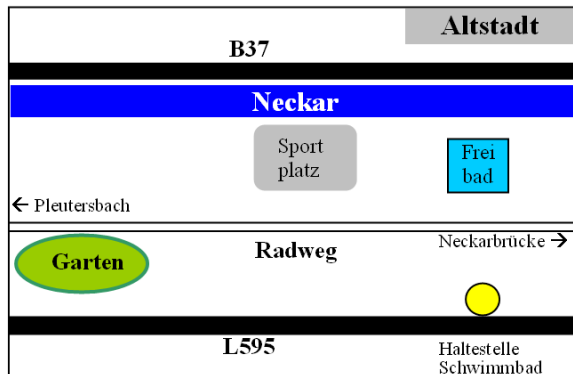 Altstadt
B37
Neckar
Sport
platz
Frei
bad
← Pleutersbach
Neckarbrücke →
Radweg
Garten
L595
Haltestelle
Schwimmbad